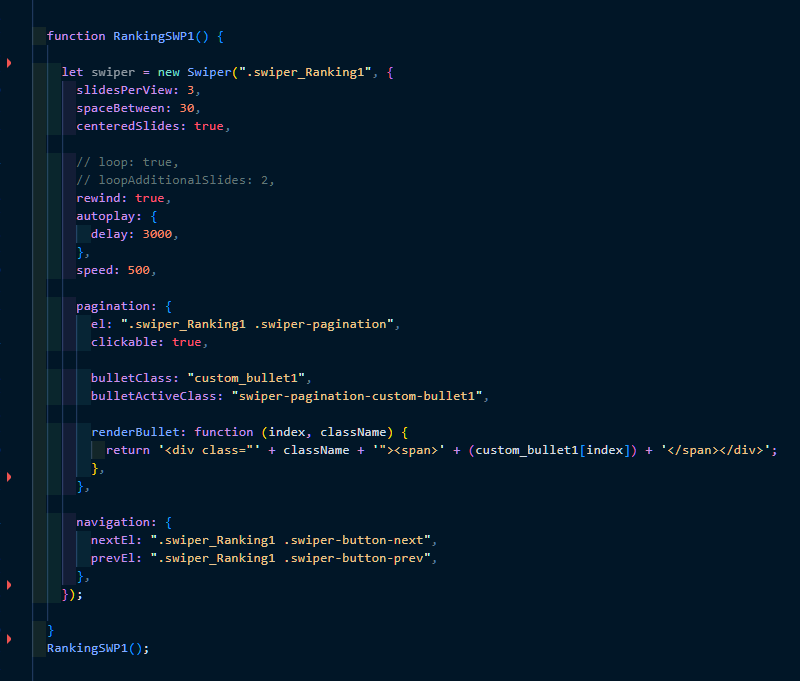 function RankingSWP1() {
let swiper = new Swiper(".swiper_Ranking1", {
slidesPerView: 3,
spaceBetween: 30,
centeredSlides: true,
// loop: true,
// loopAdditionalSlides: 2,
rewind: true,
autoplay: {
delay: 3000,
},
speed: 500,
pagination: {
el: ".swiper_Ranking1 .swiper-pagination",
clickable: true,
bulletClass: "custom_bullet1",
bulletActiveClass: "swiper-pagination-custom-bullet1",
renderBullet: function (index, className) {
return '<div class="' + className + '"><span>' + (custom_bullet1[index]) + '</span></div>';
},
},
navigation: {
nextEl: ".swiper_Ranking1 .swiper-button-next",
prevEl: ".swiper_Ranking1 .swiper-button-prev",
},
});
}
RankingSWP1();